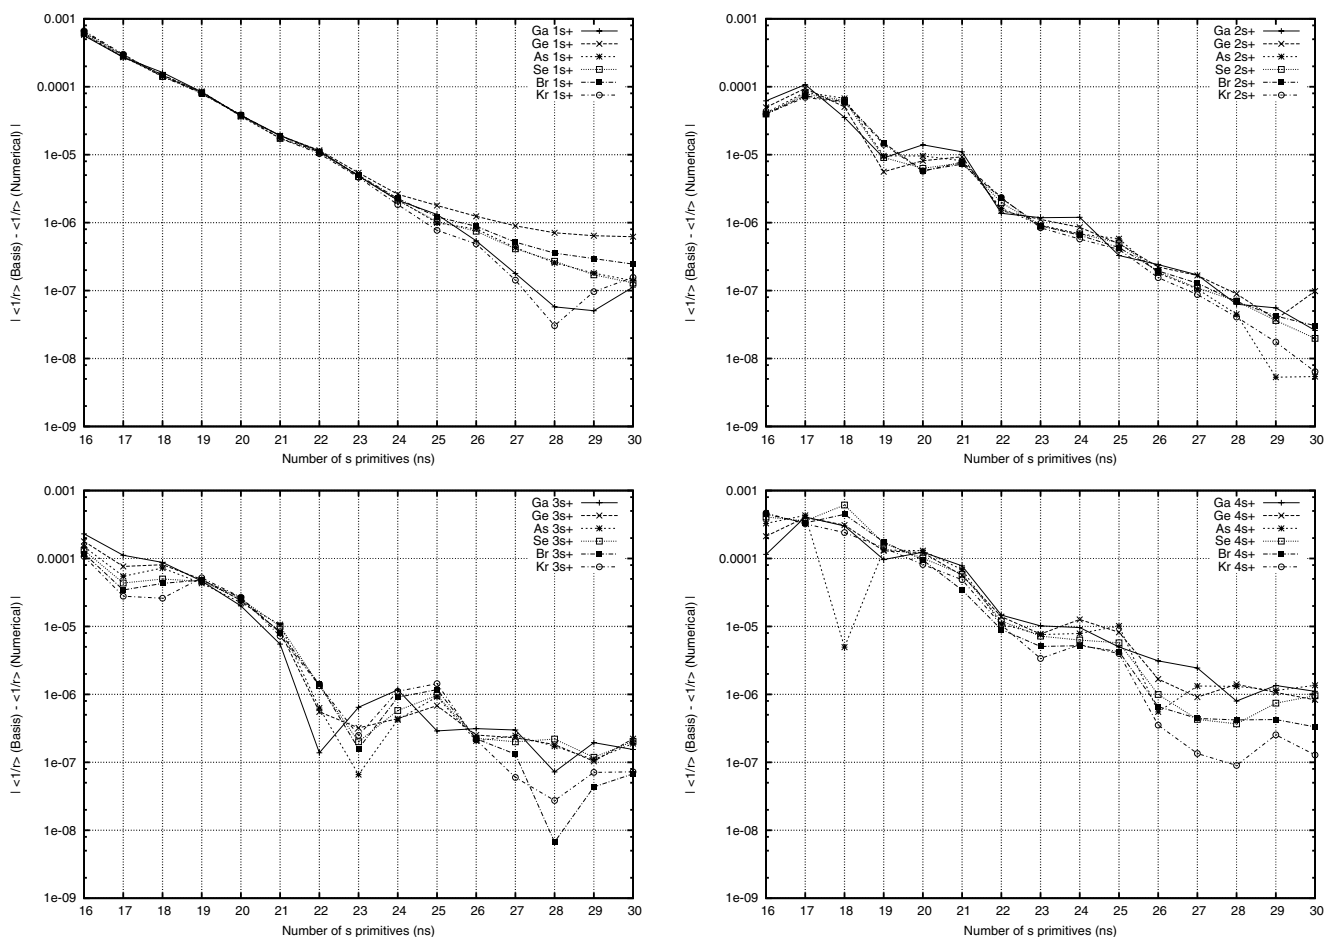 0.001
0.0001
1e-05
1e-06
1e-07
1e-08
1e-09
16 17 18 19 20 21 22 23 24 25 26 27 28 29 30
| <1/r> (Basis) - <1/r> (Numerical) |
Number of s primitives (ns)
Ga 1s+
Ge 1s+
As 1s+
Se 1s+
Br 1s+
Kr 1s+
0.001
0.0001
1e-05
1e-06
1e-07
1e-08
1e-09
16 17 18 19 20 21 22 23 24 25 26 27 28 29 30
| <1/r> (Basis) - <1/r> (Numerical) |
Number of s primitives (ns)
Ga 2s+
Ge 2s+
As 2s+
Se 2s+
Br 2s+
Kr 2s+
0.001
0.0001
1e-05
1e-06
1e-07
1e-08
1e-09
16 17 18 19 20 21 22 23 24 25 26 27 28 29 30
| <1/r> (Basis) - <1/r> (Numerical) |
Number of s primitives (ns)
Ga 3s+
Ge 3s+
As 3s+
Se 3s+
Br 3s+
Kr 3s+
0.001
0.0001
1e-05
1e-06
1e-07
1e-08
1e-09
16 17 18 19 20 21 22 23 24 25 26 27 28 29 30
| <1/r> (Basis) - <1/r> (Numerical) |
Number of s primitives (ns)
Ga 4s+
Ge 4s+
As 4s+
Se 4s+
Br 4s+
Kr 4s+